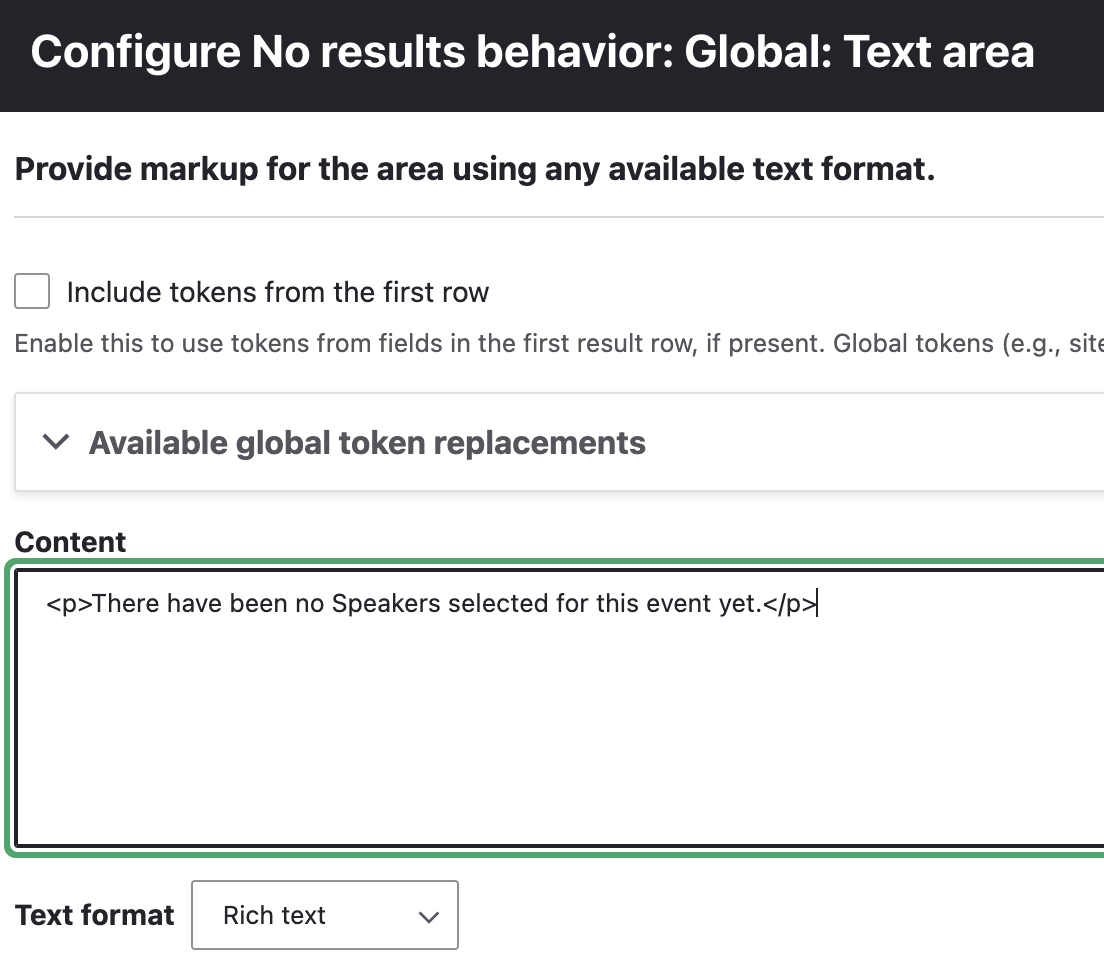 Configure No results behavior: Global: Text area
Provide markup for the area using any available text format.
Include tokens from the first row
Enable this to use tokens from fields in the first result row, if present. Global tokens (e.g., site
Available global token replacements
Content
<p>There have been no Speakers selected for this event yet.</p>
Text format
Rich text